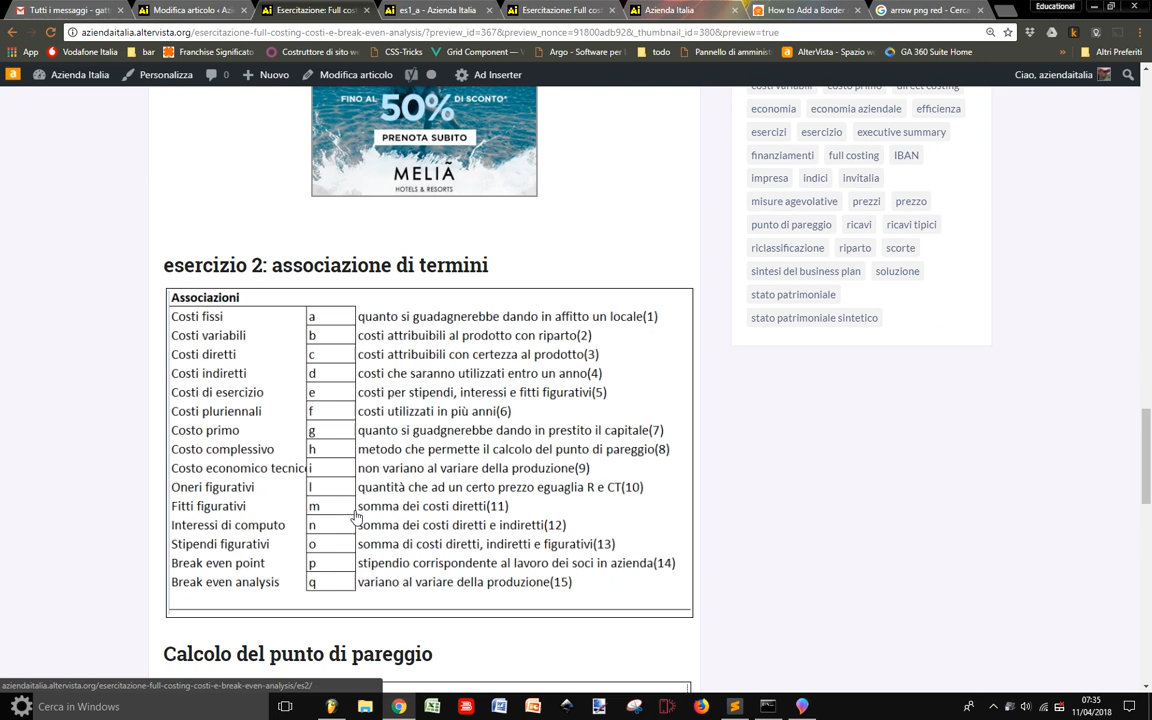 Tutti i messaggi - gatt
Modifica articolo ‹ Azi
Esercitazione: Full cost
es1_a - Azienda Italia
Esercitazione: Full cost
Azienda Italia
How to Add a Border
arrow png red - Cerca
Educational
aziendaitalia.altervista.org/esercitazione-full-costing-costi-e-break-even-analysis/?preview_id=367&preview_nonce=91800adb92&_thumbnail_id=380&preview=true
App
Vodafone Italia
bar
Franchise Significato
Costruttore di sito we
CSS-Tricks
Grid Component —
Argo - Software per
todo
Pannello di amminist
AlterVista - Spazio w
GA 360 Suite Home
»
Altri Preferiti
Azienda Italia
Personalizza
0
Nuovo
Modifica articolo
Ad Inserter
Ciao, aziendaitalia
FINO AL 50% DI SCONTO*
PRENOTA SUBITO
MELIÃ
HOTELS & RESORTS
esercizio 2: associazione di termini
Associazioni
Costi fissi a quanto si guadagnerebbe dando in affitto un locale(1)
Costi variabili b costi attribuibili al prodotto con riparto(2)
Costi diretti c costi attribuibili con certezza al prodotto(3)
Costi indiretti d costi che saranno utilizzati entro un anno(4)
Costi di esercizio e costi per stipendi, interessi e fitti figurativi(5)
Costi pluriennali f costi utilizzati in più anni(6)
Costo primo g quanto si guadgnerebbe dando in prestito il capitale(7)
Costo complessivo h metodo che permette il calcolo del punto di pareggio(8)
Costo economico tecnico i non variano al variare della produzione(9)
Oneri figurativi l quantità che ad un certo prezzo eguaglia R e CT(10)
Fitti figurativi m somma dei costi diretti(11)
Interessi di computo n somma dei costi diretti e indiretti(12)
Stipendi figurativi o somma di costi diretti, indiretti e figurativi(13)
Break even point p stipendio corrispondente al lavoro dei soci in azienda(14)
Break even analysis q variano al variare della produzione(15)
Calcolo del punto di pareggio
costi variabili costo primo direct costing
economia economia aziendale efficienza
esercizi esercizio executive summary
finanziamenti full costing IBAN
impresa indici invitalia
misure agevolative prezzi prezzo
punto di pareggio ricavi ricavi tipici
riclassificazione riparto scorte
sintesi del business plan soluzione
stato patrimoniale
stato patrimoniale sintetico
aziendaitalia.altervista.org/esercitazione-full-costing-costi-e-break-even-analysis/es2/
Cerca in Windows
07:35
11/04/2018